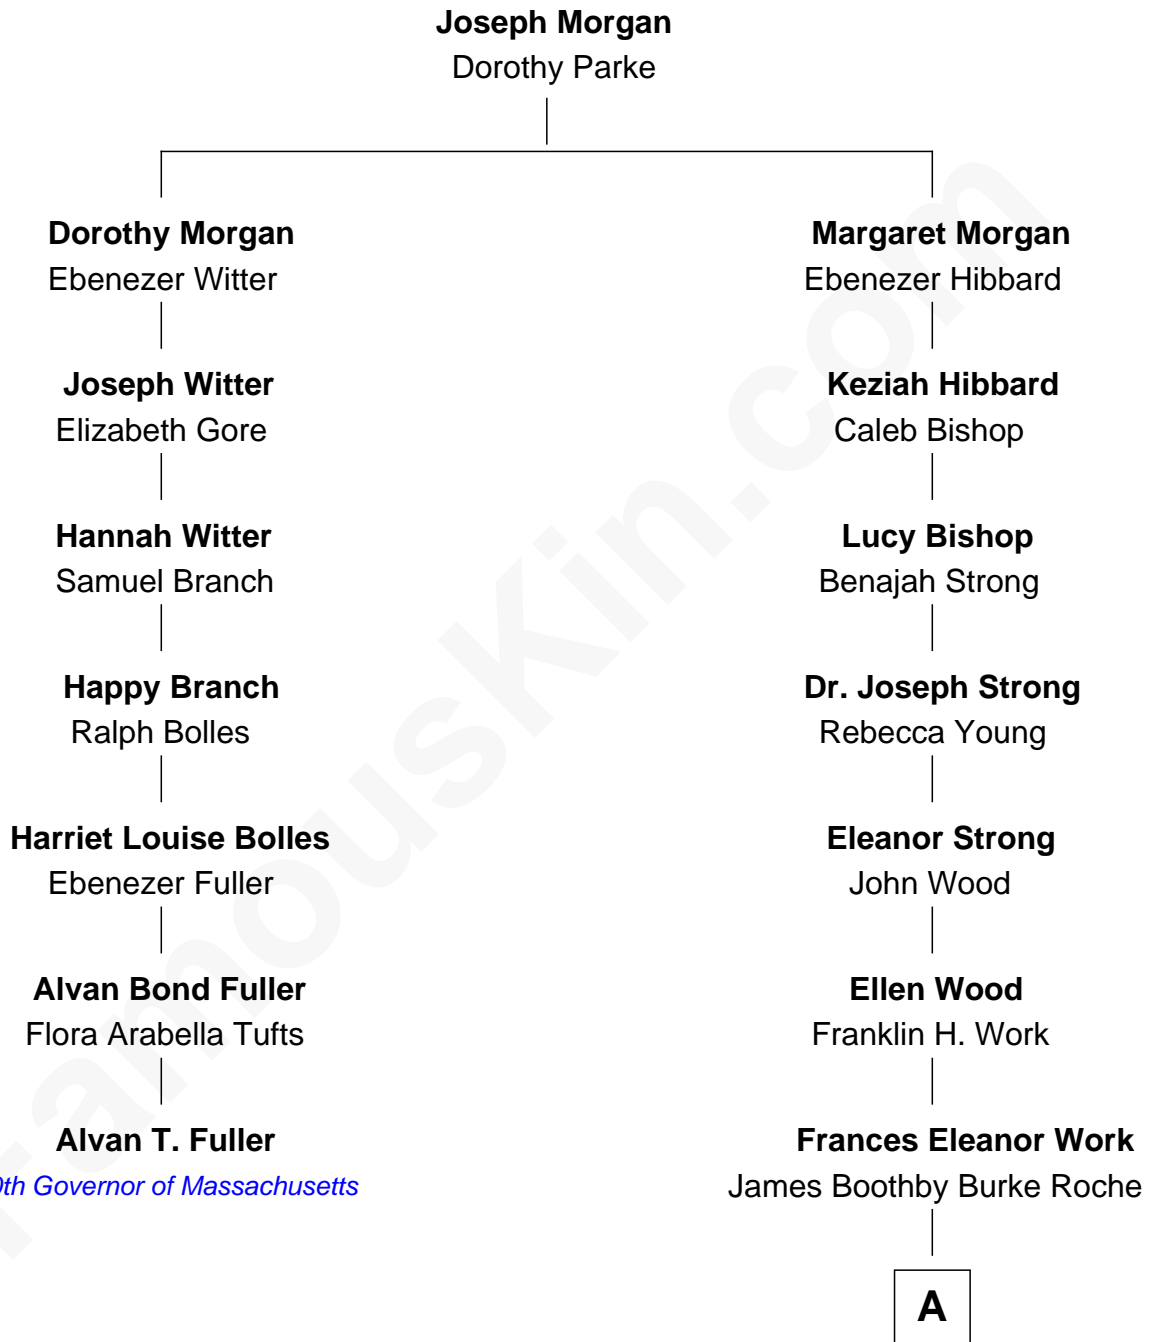 Joseph Morgan
Dorothy Parke
Dorothy Morgan
Ebenezer Witter
Joseph Witter
Elizabeth Gore
Hannah Witter
Samuel Branch
Happy Branch
Ralph Bolles
Harriet Louise Bolles
Ebenezer Fuller
Alvan Bond Fuller
Flora Arabella Tufts
Alvan T. Fuller
0th Governor of Massachusetts
Margaret Morgan
Ebenezer Hibbard
Keziah Hibbard
Caleb Bishop
Lucy Bishop
Benajah Strong
Dr. Joseph Strong
Rebecca Young
Eleanor Strong
John Wood
Ellen Wood
Franklin H. Work
Frances Eleanor Work
James Boothby Burke Roche
A
FamousKin.com